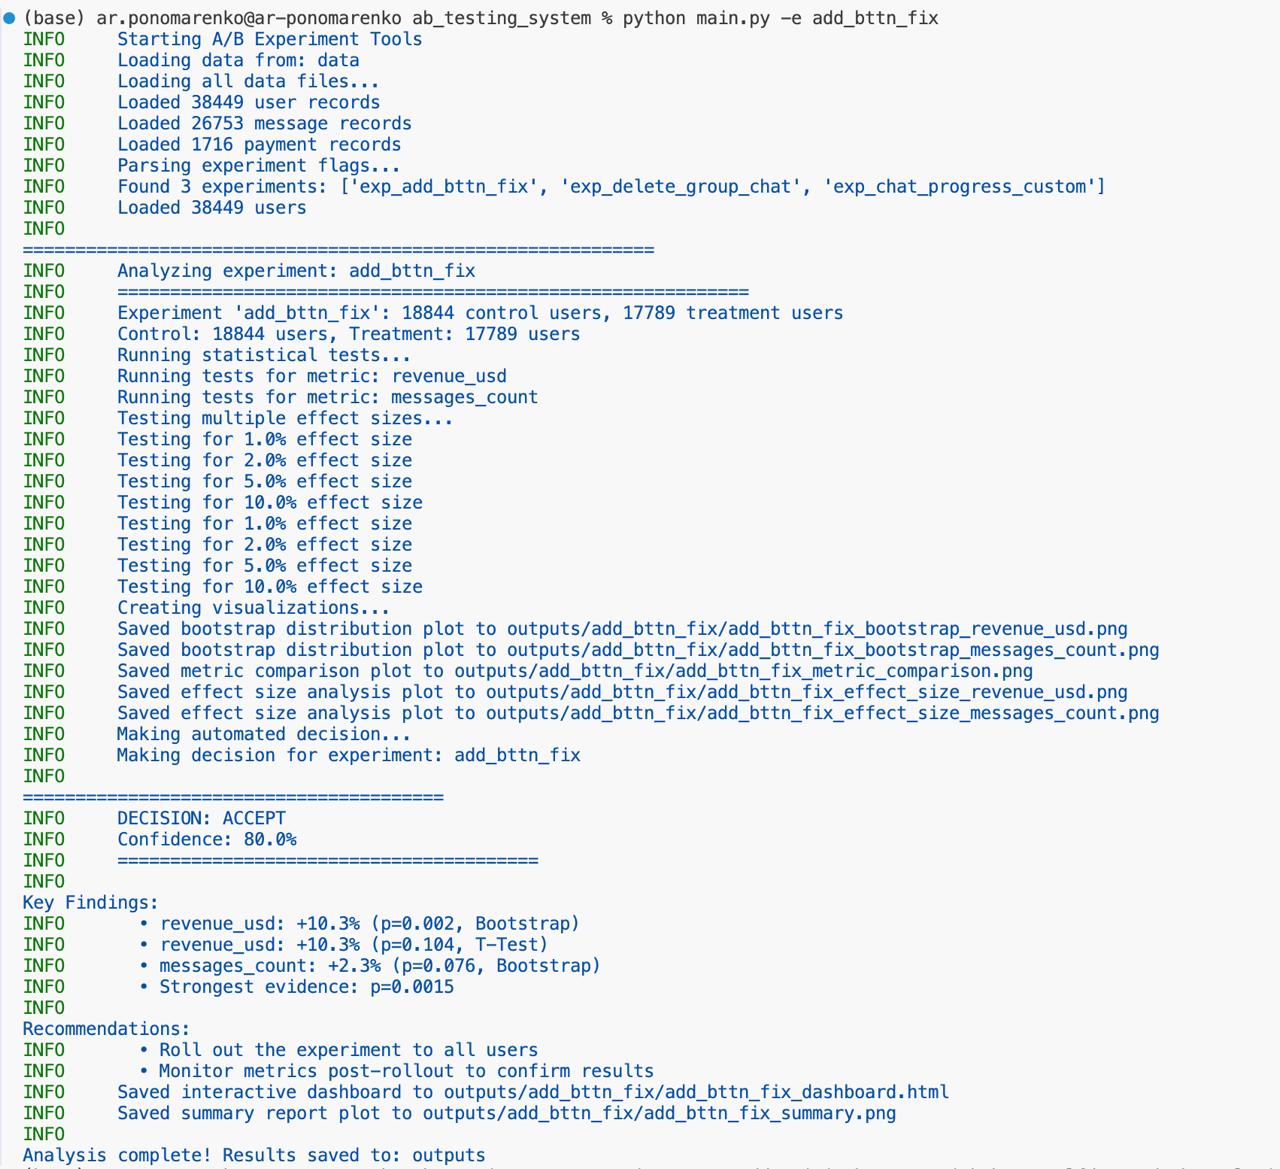 (base) ar.ponomarenko@ar-ponomarenko ab_testing_system % python main.py -e add_bttn_fix
INFO Starting A/B Experiment Tools
INFO Loading data from: data
INFO Loading all data files...
INFO Loaded 38449 user records
INFO Loaded 26753 message records
INFO Loaded 1716 payment records
INFO Parsing experiment flags...
INFO Found 3 experiments: ['exp_add_bttn_fix', 'exp_delete_group_chat', 'exp_chat_progress_custom']
INFO Loaded 38449 users
INFO
============================================================
INFO Analyzing experiment: add_bttn_fix
INFO ============================================================
INFO Experiment 'add_bttn_fix': 18844 control users, 17789 treatment users
INFO Control: 18844 users, Treatment: 17789 users
INFO Running statistical tests...
INFO Running tests for metric: revenue_usd
INFO Running tests for metric: messages_count
INFO Testing multiple effect sizes...
INFO Testing for 1.0% effect size
INFO Testing for 2.0% effect size
INFO Testing for 5.0% effect size
INFO Testing for 10.0% effect size
INFO Testing for 1.0% effect size
INFO Testing for 2.0% effect size
INFO Testing for 5.0% effect size
INFO Testing for 10.0% effect size
INFO Creating visualizations...
INFO Saved bootstrap distribution plot to outputs/add_bttn_fix/add_bttn_fix_bootstrap_revenue_usd.png
INFO Saved bootstrap distribution plot to outputs/add_bttn_fix/add_bttn_fix_bootstrap_messages_count.png
INFO Saved metric comparison plot to outputs/add_bttn_fix/add_bttn_fix_metric_comparison.png
INFO Saved effect size analysis plot to outputs/add_bttn_fix/add_bttn_fix_effect_size_revenue_usd.png
INFO Saved effect size analysis plot to outputs/add_bttn_fix/add_bttn_fix_effect_size_messages_count.png
INFO Making automated decision...
INFO Making decision for experiment: add_bttn_fix
INFO
========================================
INFO DECISION: ACCEPT
INFO Confidence: 80.0%
INFO ========================================
INFO
Key Findings:
INFO • revenue_usd: +10.3% (p=0.002, Bootstrap)
INFO • revenue_usd: +10.3% (p=0.104, T-Test)
INFO • messages_count: +2.3% (p=0.076, Bootstrap)
INFO • Strongest evidence: p=0.0015
INFO
Recommendations:
INFO • Roll out the experiment to all users
INFO • Monitor metrics post-rollout to confirm results
INFO Saved interactive dashboard to outputs/add_bttn_fix/add_bttn_fix_dashboard.html
INFO Saved summary report plot to outputs/add_bttn_fix/add_bttn_fix_summary.png
INFO
Analysis complete! Results saved to: outputs